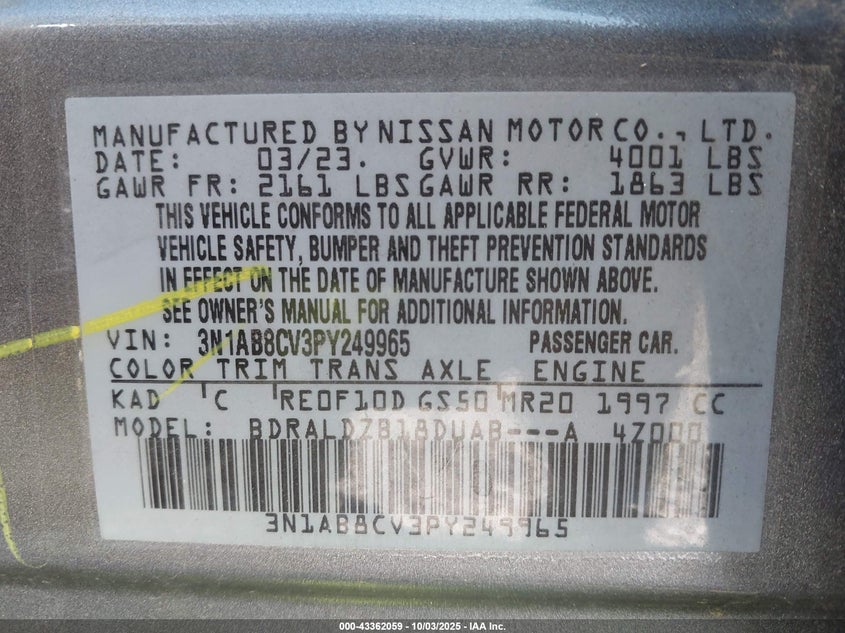 MANUFACTURED BY NISSAN MOTOR CO., LTD.
DATE: 03/23. GVWR: 4001 LBS
GAWR FR: 2161 LBS GAWR RR: 1863 LBS
THIS VEHICLE CONFORMS TO ALL APPLICABLE FEDERAL MOTOR
VEHICLE SAFETY, BUMPER AND THEFT PREVENTION STANDARDS
IN EFFECT ON THE DATE OF MANUFACTURE SHOWN ABOVE.
SEE OWNER'S MANUAL FOR ADDITIONAL INFORMATION.
VIN: 3N1AB8CV3PY249965 PASSENGER CAR.
COLOR TRIM TRANS AXLE ENGINE
KAD C RE0F10D GS50 MR20 1997 CC
MODEL: BDRALDZB18DUAB---A 4Z000
3N1AB8CV3PY249965
000-43362059 - 10/03/2025 - IAA Inc.